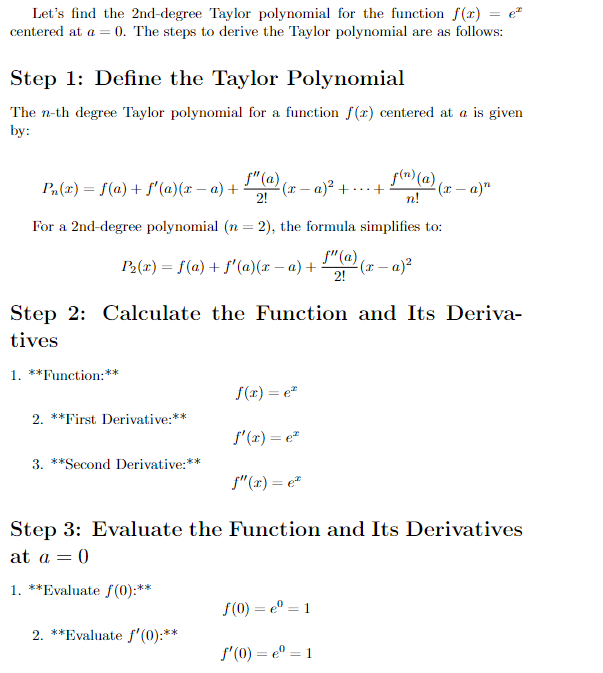 Let's find the 2nd-degree Taylor polynomial for the function f(x) = e^x
centered at a = 0. The steps to derive the Taylor polynomial are as follows:
Step 1: Define the Taylor Polynomial
The n-th degree Taylor polynomial for a function f(x) centered at a is given
by:
P_n(x) = f(a) + f'(a)(x − a) + \frac{f''(a)}{2!}(x − a)^2 + ⋯ + \frac{f^{(n)}(a)}{n!}(x − a)^n
For a 2nd-degree polynomial (n = 2), the formula simplifies to:
P_2(x) = f(a) + f'(a)(x − a) + \frac{f''(a)}{2!}(x − a)^2
Step 2: Calculate the Function and Its Deriva-
tives
1. **Function:**
f(x) = e^x
2. **First Derivative:**
f'(x) = e^x
3. **Second Derivative:**
f''(x) = e^x
Step 3: Evaluate the Function and Its Derivatives
at a = 0
1. **Evaluate f(0):**
f(0) = e^0 = 1
2. **Evaluate f'(0):**
f'(0) = e^0 = 1